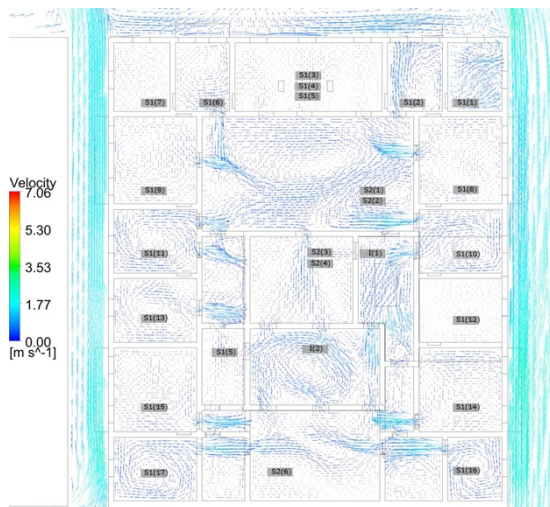 S1(3)
S1(4)
S1(5)
S1(7)
S1(6)
S1(2)
S1(1)
Velocity
7.06
5.30
3.53
1.77
0.00
[m s^-1]
S1(9)
S2(1)
S2(2)
S1(8)
S1(11)
S2(3)
S2(4)
I(1)
S1(10)
S1(13)
S1(12)
S1(5)
I(2)
S1(15)
S1(14)
S1(17)
S2(6)
S1(16)